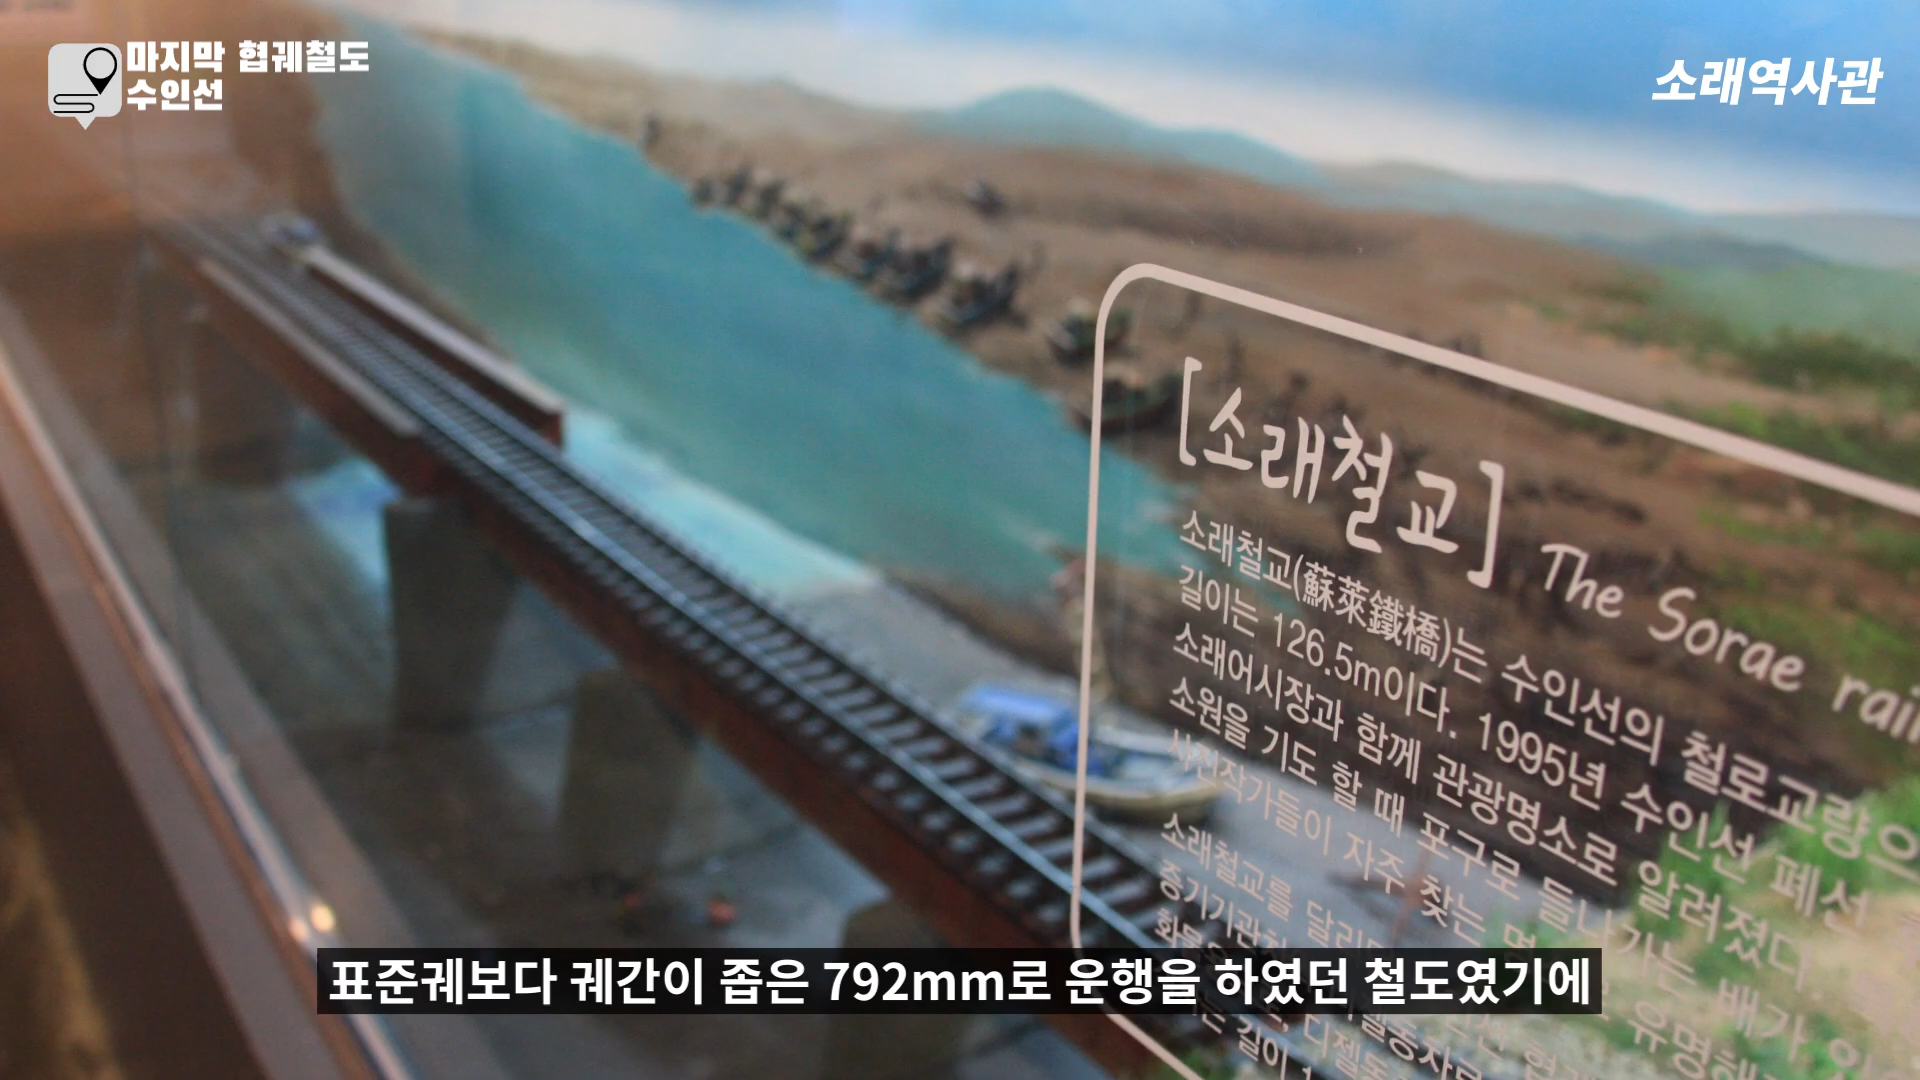 마지막 협궤철도
수인선
소래역사관
[소래철교] The Sorae
소래철교(蘇萊鐵橋)는 수인선의 철로교량으
길이는 126.5m이다. 1995년 수인선 폐선
소래어시장과 함께 관광명소로 알려졌다
소원을 기도 할 때 포구로 들나가는 배가
사진작가들이 자주 찾는
소래철교를
증기기관차
표준궤보다 궤간이 좁은 792mm로 운행을 하였던 철도였기에